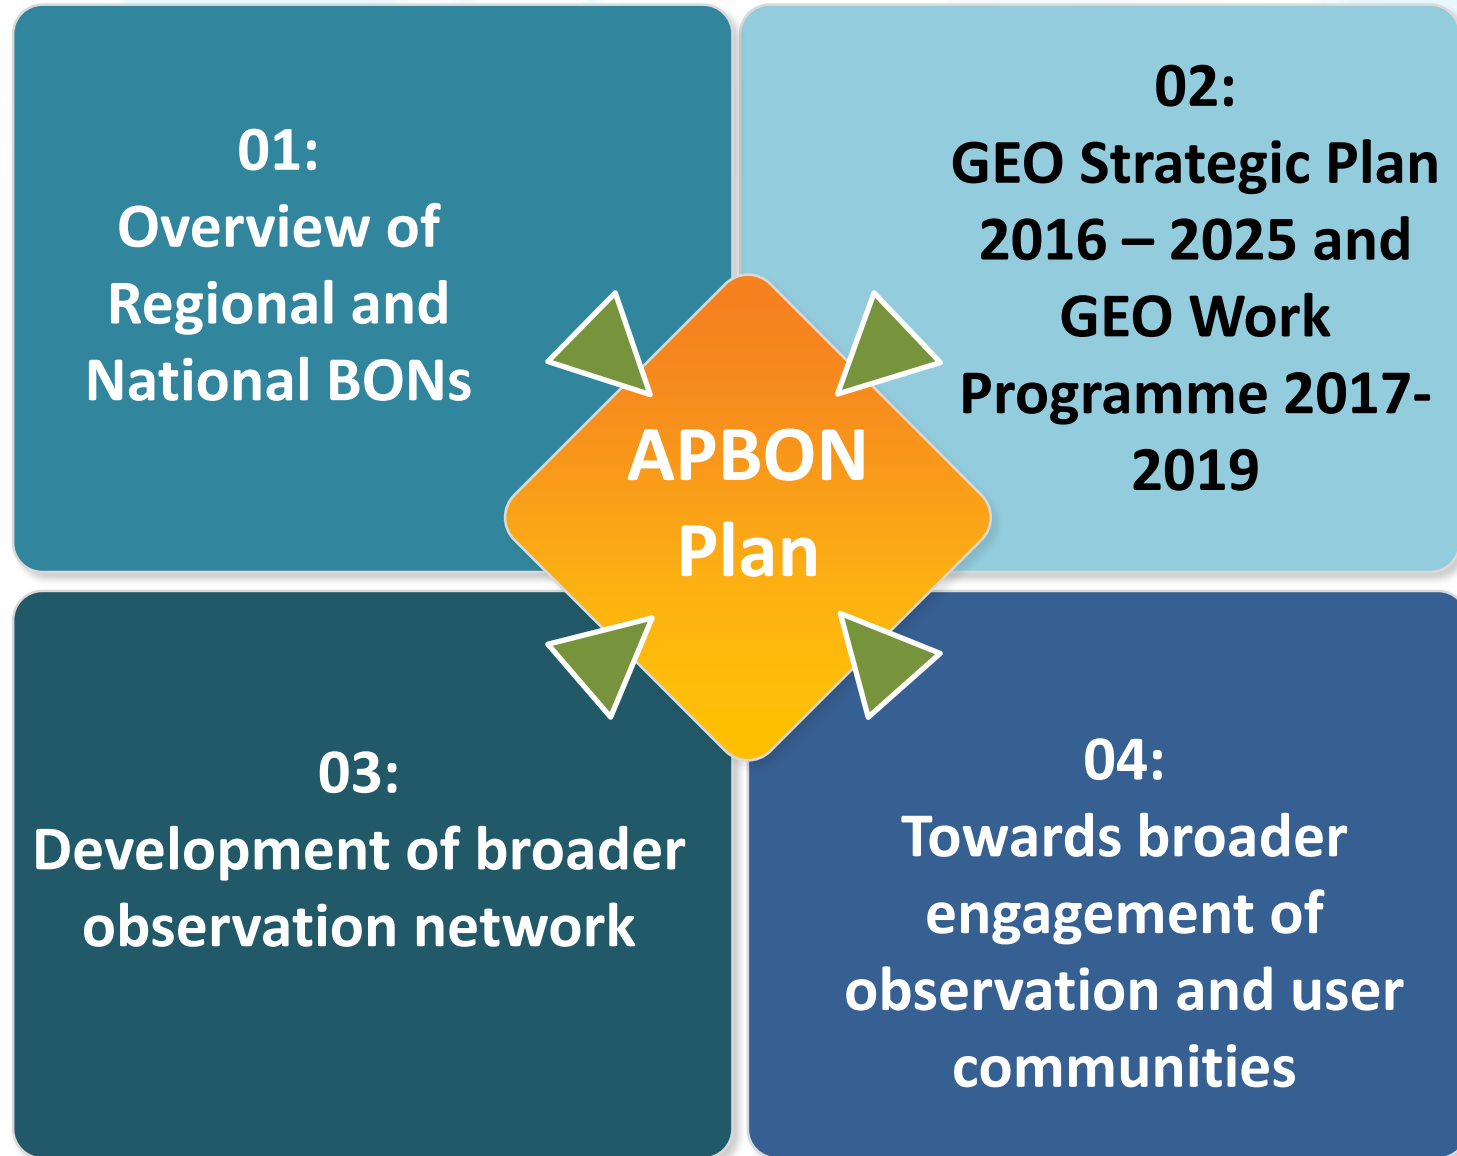 01:
Overview of
Regional and
National BONs
02:
GEO Strategic Plan
2016 – 2025 and
GEO Work
Programme 2017-
2019
APBON
Plan
03:
Development of broader
observation network
04:
Towards broader
engagement of
observation and user
communities